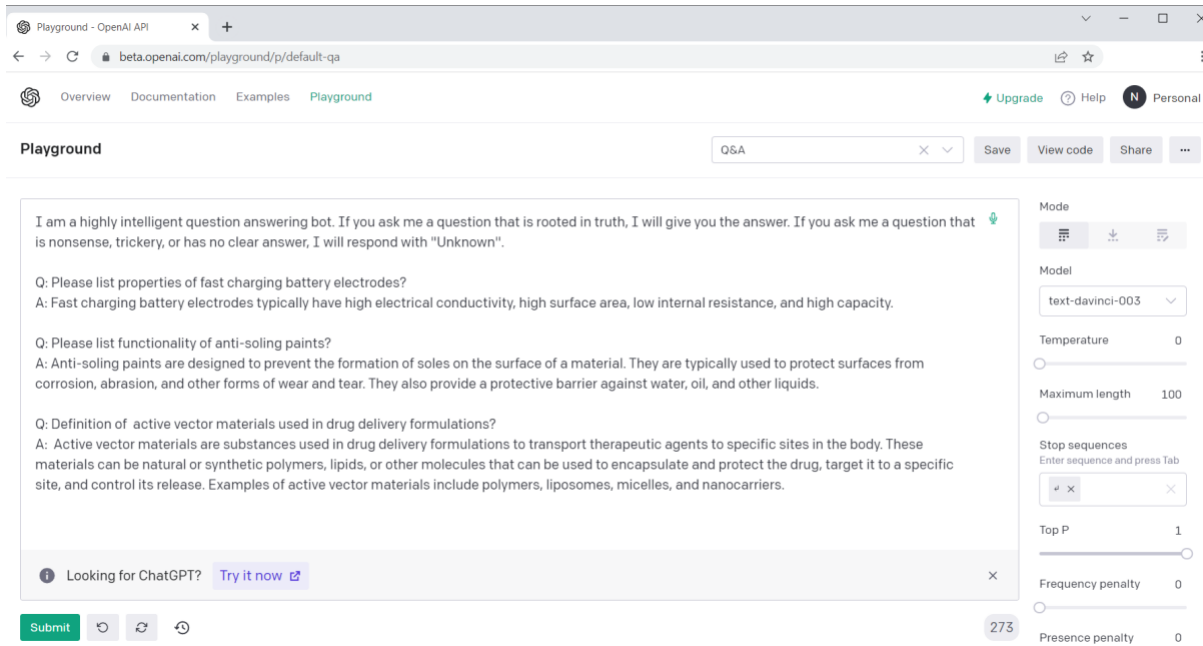 Playground - OpenAI API
beta.openai.com/playground/p/default-qa
Overview Documentation Examples Playground
Upgrade Help N Personal
Playground
Q&A
Save View code Share ...
I am a highly intelligent question answering bot. If you ask me a question that is rooted in truth, I will give you the answer. If you ask me a question that
is nonsense, trickery, or has no clear answer, I will respond with "Unknown".
Q: Please list properties of fast charging battery electrodes?
A: Fast charging battery electrodes typically have high electrical conductivity, high surface area, low internal resistance, and high capacity.
Q: Please list functionality of anti-soling paints?
A: Anti-soling paints are designed to prevent the formation of soles on the surface of a material. They are typically used to protect surfaces from
corrosion, abrasion, and other forms of wear and tear. They also provide a protective barrier against water, oil, and other liquids.
Q: Definition of active vector materials used in drug delivery formulations?
A: Active vector materials are substances used in drug delivery formulations to transport therapeutic agents to specific sites in the body. These
materials can be natural or synthetic polymers, lipids, or other molecules that can be used to encapsulate and protect the drug, target it to a specific
site, and control its release. Examples of active vector materials include polymers, liposomes, micelles, and nanocarriers.
Looking for ChatGPT? Try it now
Submit
273
Mode
Model
text-davinci-003
Temperature 0
Maximum length 100
Stop sequences
Enter sequence and press Tab
↵ ×
Top P 1
Frequency penalty 0
Presence penalty 0